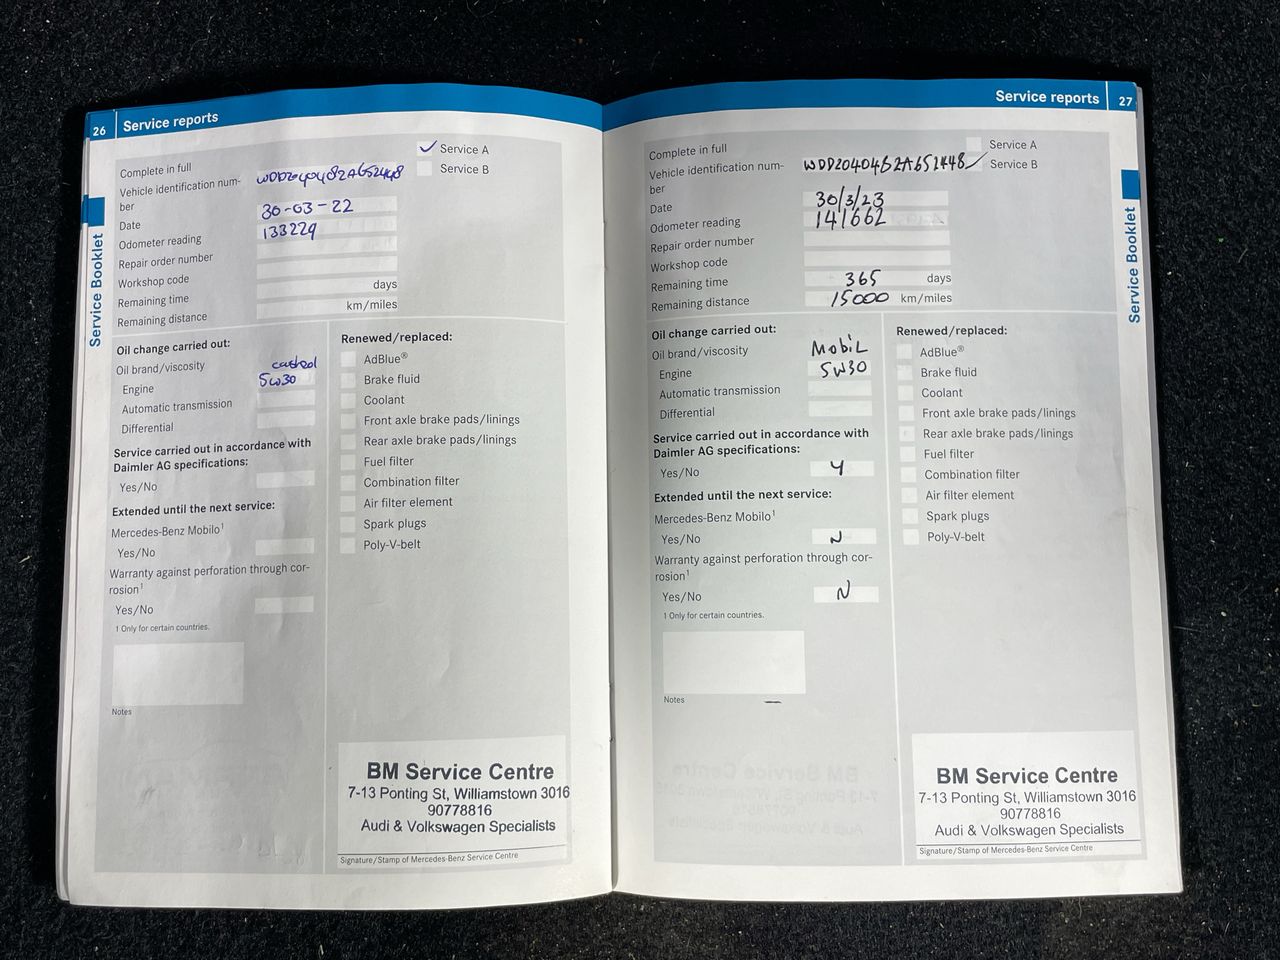 26 Service reports
Complete in full
✓ Service A
Service B
Vehicle identification num-
ber
WDD2040482A652448
Date 30-03-22
Odometer reading 133229
Repair order number
Workshop code
Remaining time days
Remaining distance km/miles
Service Booklet
Oil change carried out:
Oil brand/viscosity castrol
Engine 5w30
Automatic transmission
Differential
Service carried out in accordance with
Daimler AG specifications:
Yes/No
Extended until the next service:
Mercedes-Benz Mobilo¹
Yes/No
Warranty against perforation through cor-
rosion¹
Yes/No
1 Only for certain countries.
Notes
Renewed/replaced:
AdBlue®
Brake fluid
Coolant
Front axle brake pads/linings
Rear axle brake pads/linings
Fuel filter
Combination filter
Air filter element
Spark plugs
Poly-V-belt
BM Service Centre
7-13 Ponting St, Williamstown 3016
90778816
Audi & Volkswagen Specialists
Signature/Stamp of Mercedes-Benz Service Centre
Service reports 27
Complete in full
Service A
✓ Service B
Vehicle identification num-
ber
WDD2040482A652448
Date 30/3/23
Odometer reading 141662
Repair order number
Workshop code
Remaining time 365 days
Remaining distance 15000 km/miles
Service Booklet
Oil change carried out:
Oil brand/viscosity MobiL
Engine 5W30
Automatic transmission
Differential
Service carried out in accordance with
Daimler AG specifications:
Yes/No Y
Extended until the next service:
Mercedes-Benz Mobilo¹
Yes/No N
Warranty against perforation through cor-
rosion¹
Yes/No N
1 Only for certain countries.
Notes —
Renewed/replaced:
AdBlue®
Brake fluid
Coolant
Front axle brake pads/linings
Rear axle brake pads/linings
Fuel filter
Combination filter
Air filter element
Spark plugs
Poly-V-belt
BM Service Centre
7-13 Ponting St, Williamstown 3016
90778816
Audi & Volkswagen Specialists
Signature/Stamp of Mercedes-Benz Service Centre